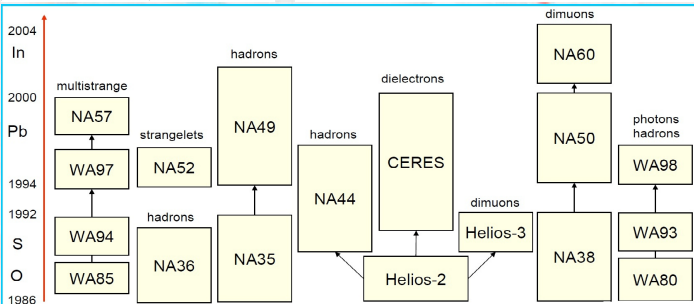 2004
In
2000
Pb
1994
1992
S
O
1986
multistrange
NA57
WA97
WA94
WA85
strangelets
NA52
hadrons
NA36
hadrons
NA49
NA35
hadrons
NA44
dielectrons
CERES
Helios-2
dimuons
Helios-3
dimuons
NA60
NA50
NA38
photons
hadrons
WA98
WA93
WA80